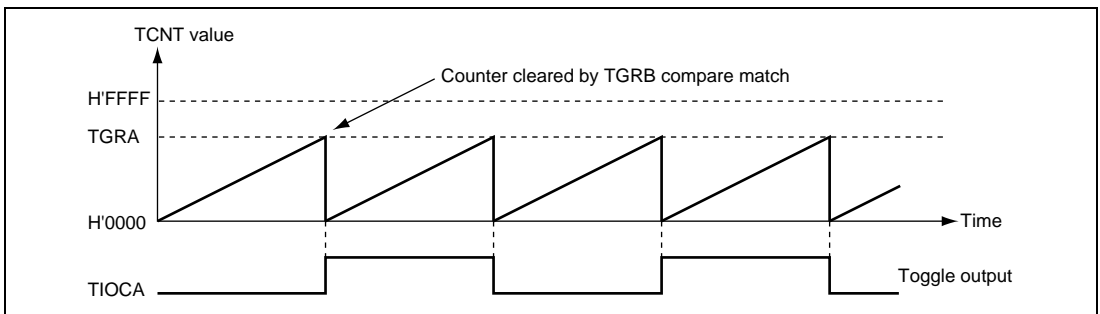 TCNT value
Counter cleared by TGRB compare match
H'FFFF
TGRA
H'0000
Time
Toggle output
TIOCA